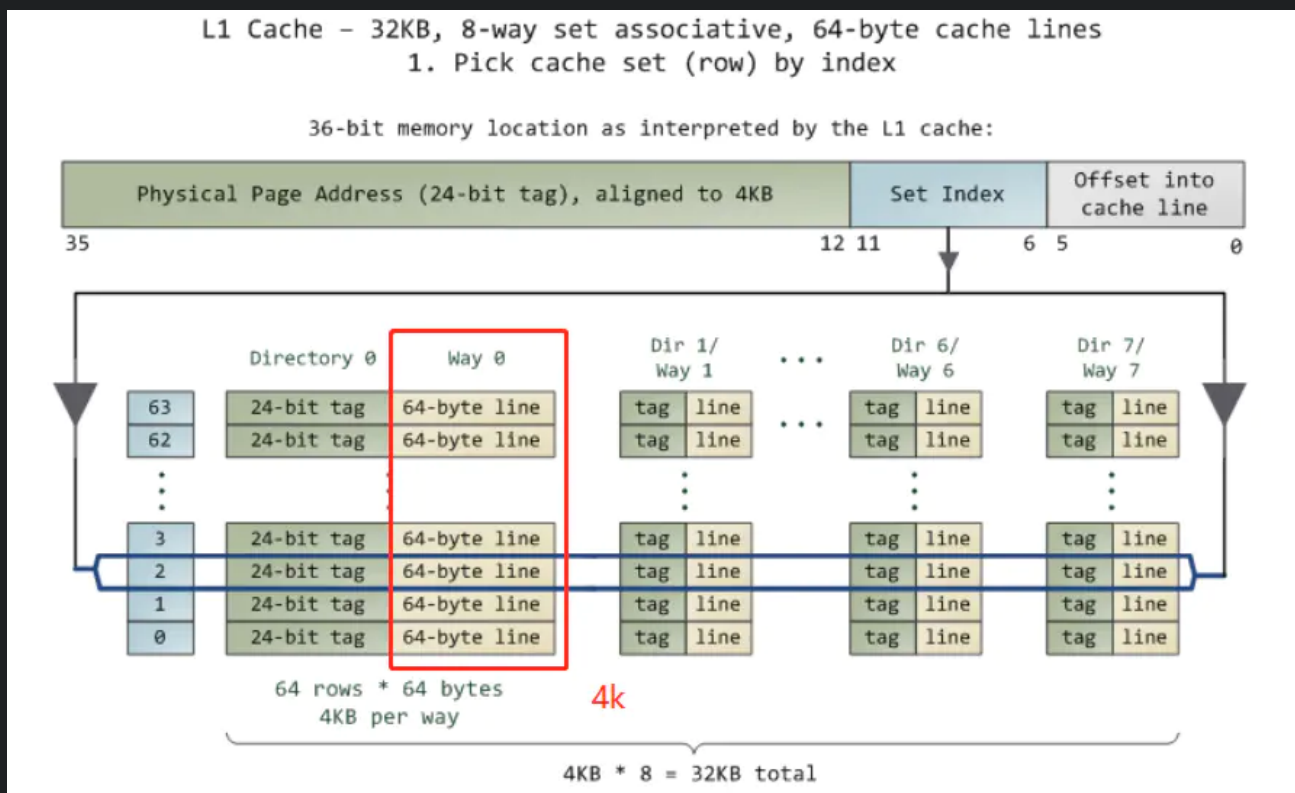 L1 Cache – 32KB, 8-way set associative, 64-byte cache lines
1. Pick cache set (row) by index
36-bit memory location as interpreted by the L1 cache:
Physical Page Address (24-bit tag), aligned to 4KB
Set Index
Offset into
cache line
35
12
11
6
5
0
Directory 0
Way 0
Dir 1/
Way 1
...
Dir 6/
Way 6
Dir 7/
Way 7
63 24-bit tag 64-byte line tag line ... tag line tag line
62 24-bit tag 64-byte line tag line tag line tag line
3 24-bit tag 64-byte line tag line tag line tag line
2 24-bit tag 64-byte line tag line tag line tag line
1 24-bit tag 64-byte line tag line tag line tag line
0 24-bit tag 64-byte line tag line tag line tag line
64 rows * 64 bytes
4KB per way
4k
4KB * 8 = 32KB total